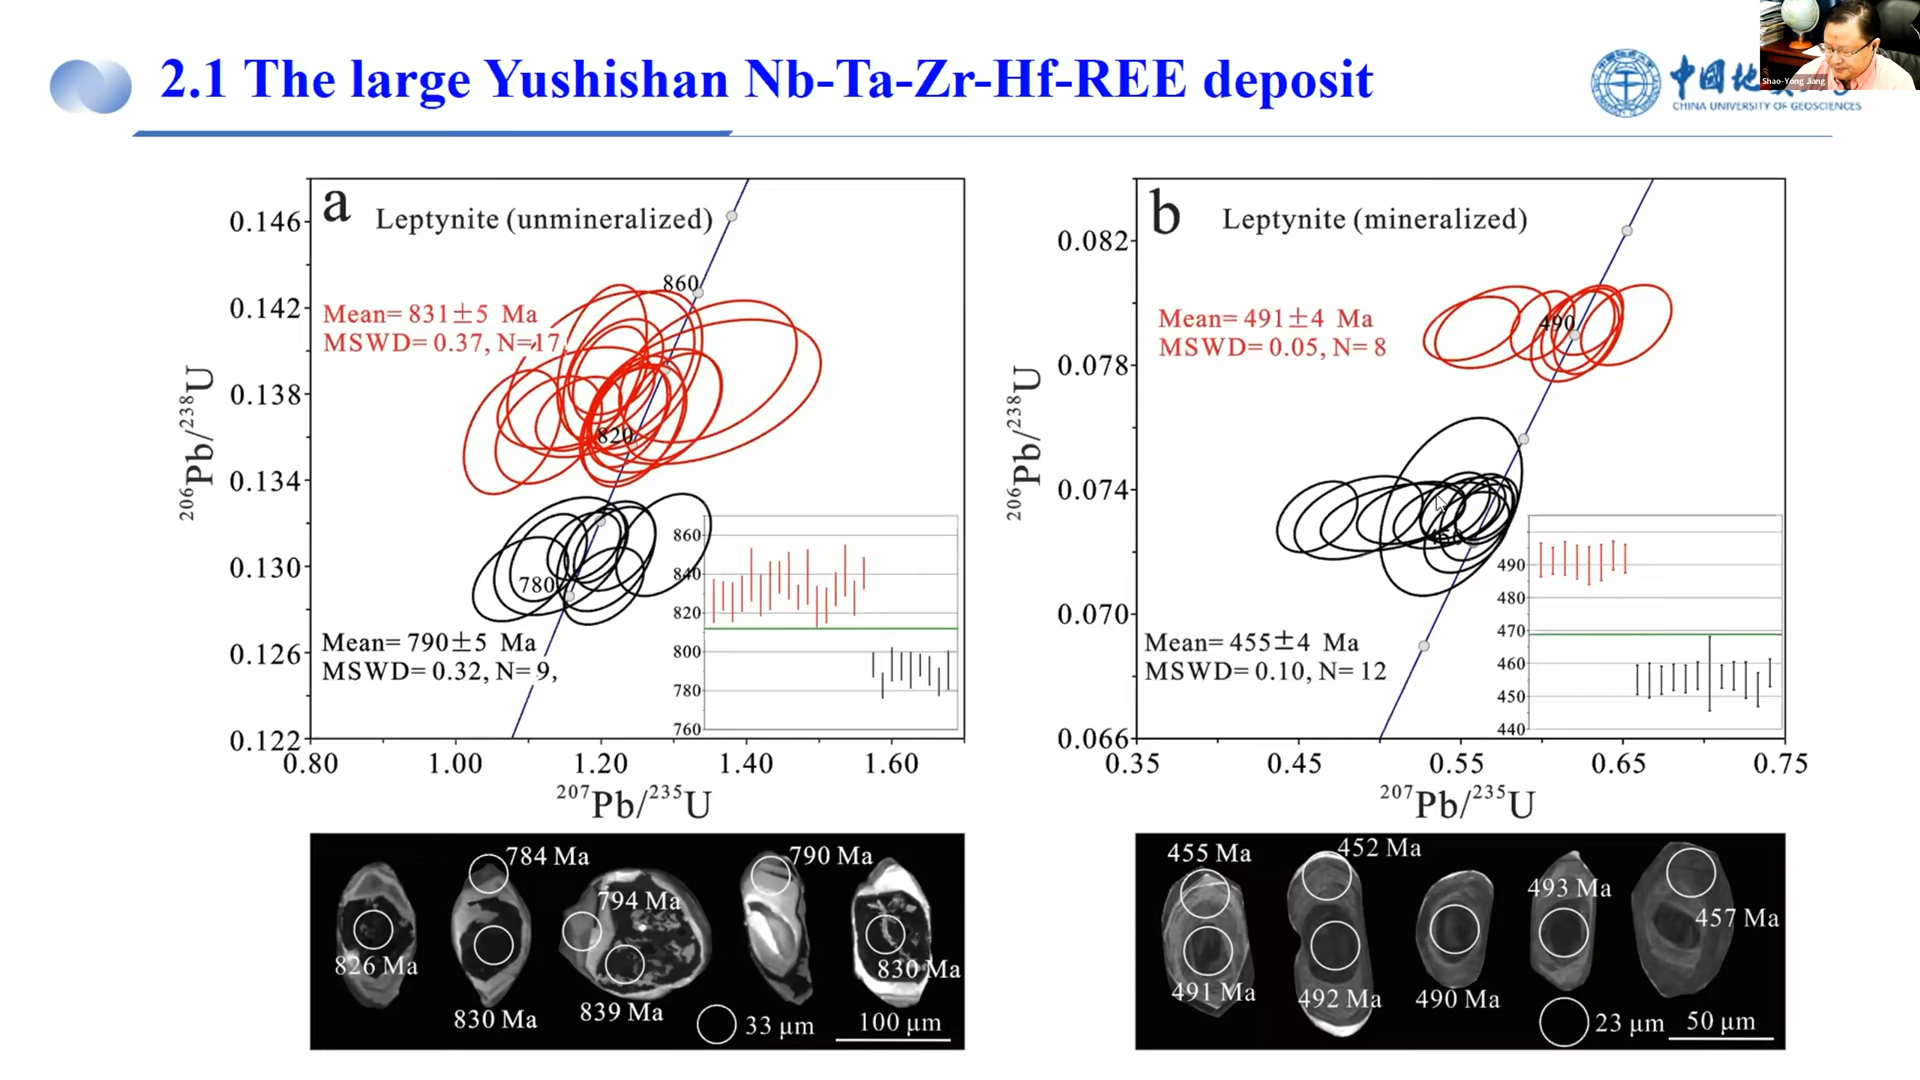 2.1 The large Yushishan Nb-Ta-Zr-Hf-REE deposit
中国地
CHINA UNIVERSITY OF GEOSCIENCES
Shao-Yong Jiang
a
Leptynite (unmineralized)
0.146
0.142
0.138
0.134
0.130
0.126
0.122
206Pb/238U
860
820
780
Mean= 831±5 Ma
MSWD= 0.37, N=17,
Mean= 790±5 Ma
MSWD= 0.32, N= 9,
860
840
820
800
780
760
0.80 1.00 1.20 1.40 1.60
207Pb/235U
b
Leptynite (mineralized)
0.082
0.078
0.074
0.070
0.066
206Pb/238U
490
Mean= 491±4 Ma
MSWD= 0.05, N= 8
Mean= 455±4 Ma
MSWD= 0.10, N= 12
490
480
470
460
450
440
0.35 0.45 0.55 0.65 0.75
207Pb/235U
784 Ma
790 Ma
794 Ma
826 Ma
830 Ma
830 Ma
839 Ma
33 µm
100 µm
455 Ma
452 Ma
493 Ma
457 Ma
491 Ma
492 Ma
490 Ma
23 µm
50 µm